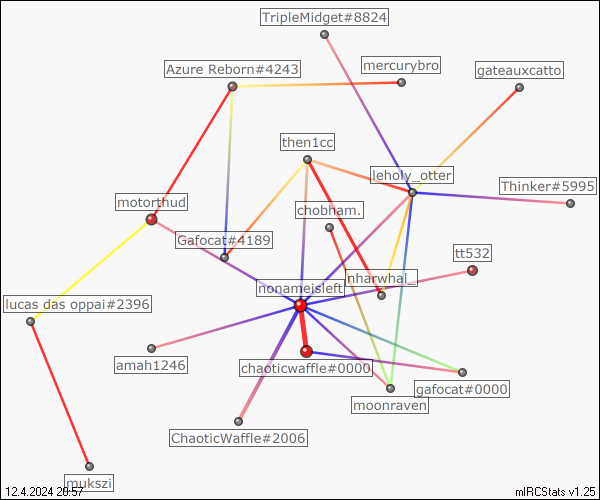 TripleMidget#8824
Azure Reborn#4243
mercurybro
gateauxcatto
then1cc
leholy_otter
Thinker#5995
motorthud
chobham.
Gafocat#4189
tt532
nonameisleft
nharwhal_
lucas das oppai#2396
amah1246
chaoticwaffle#0000
gafocat#0000
moonraven
ChaoticWaffle#2006
mukszi
12.4.2024 20:57
mIRCStats v1.25